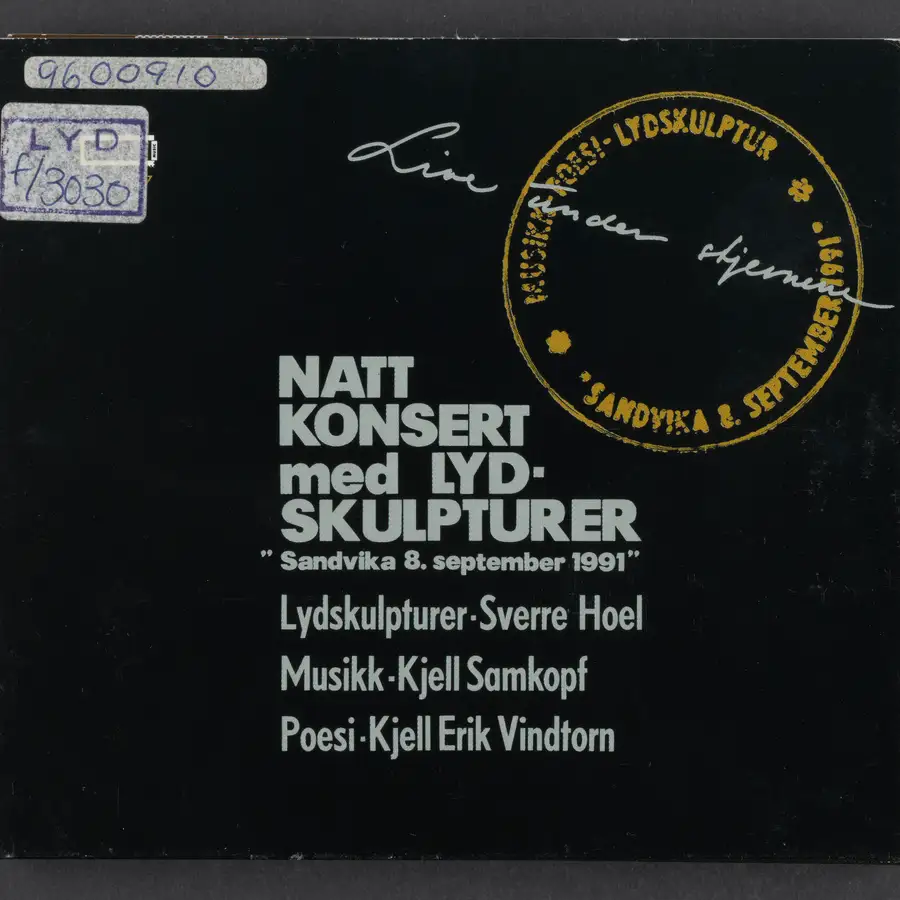 9600910
LYD
f/3030
Live under stjernene
MUSIKK-POESI-LYDSKULPTUR
"SANDVIKA 8. SEPTEMBER 1991"
NATT
KONSERT
med LYD-
SKULPTURER
"Sandvika 8. september 1991"
Lydskulpturer·Sverre Hoel
Musikk·Kjell Samkopf
Poesi·Kjell Erik Vindtorn